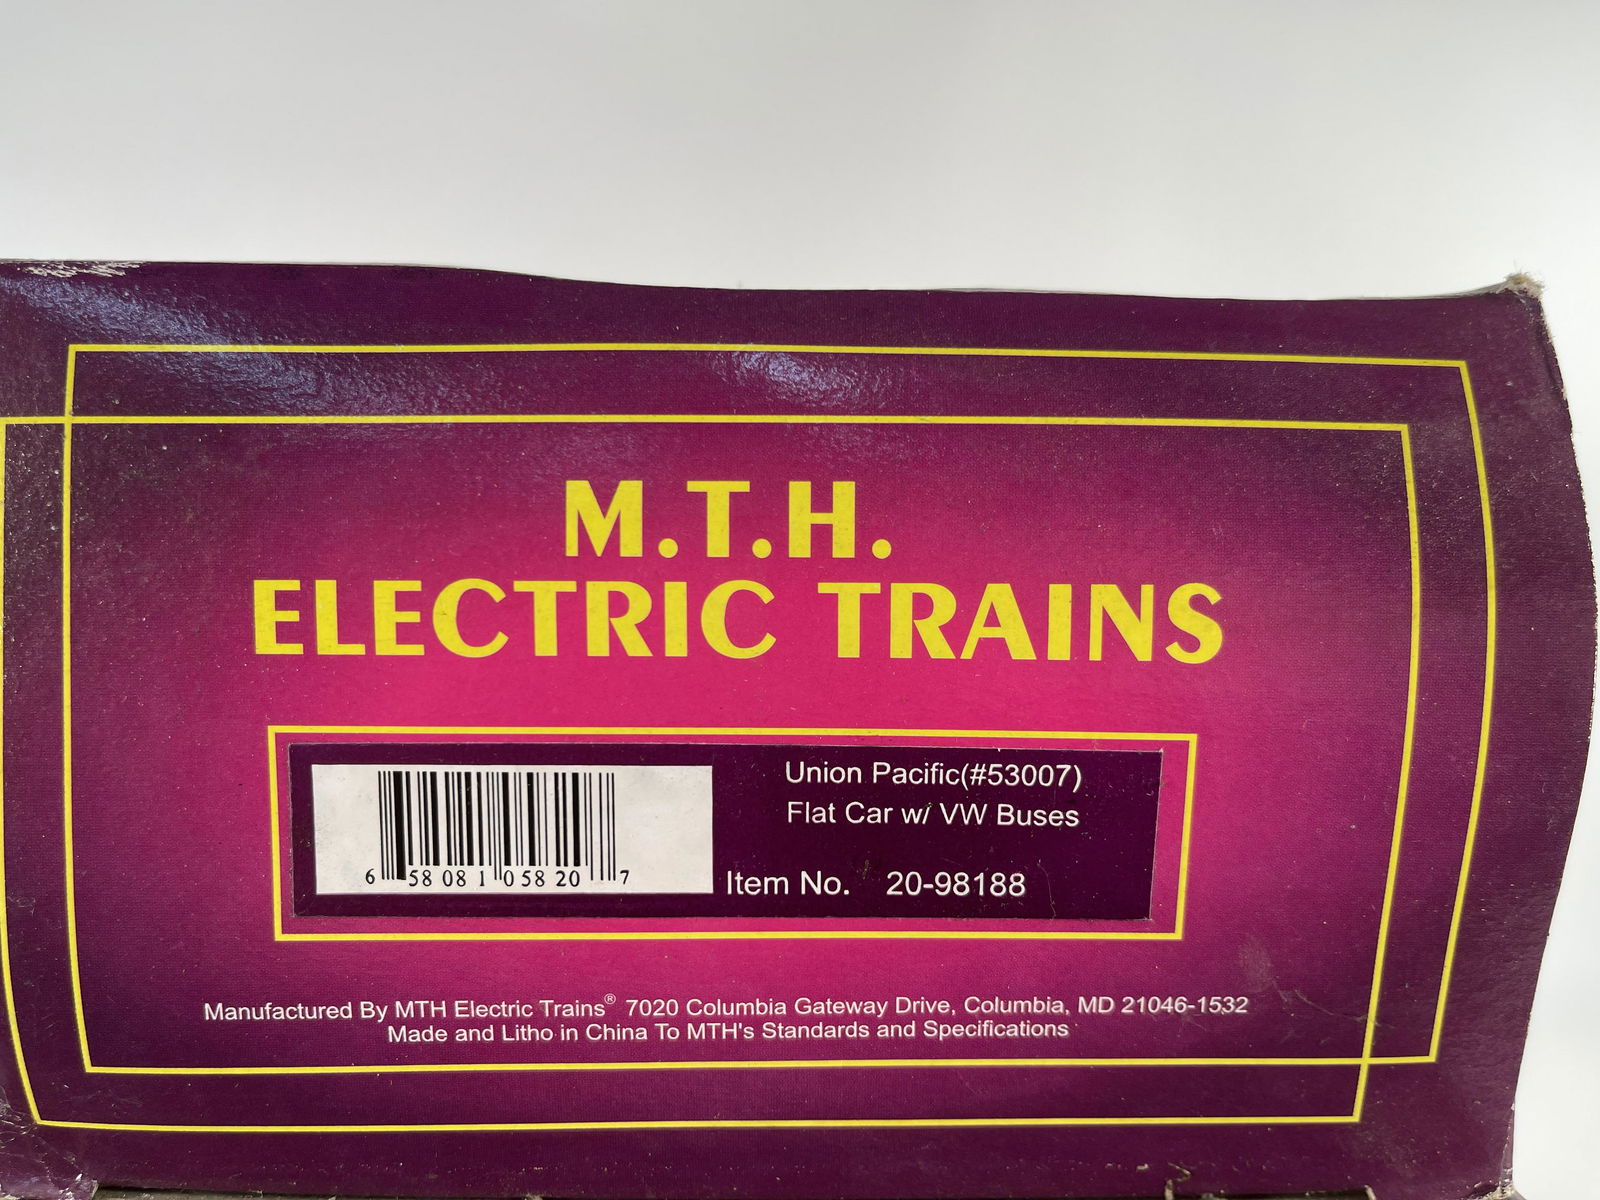 M.T.H.
ELECTRIC TRAINS
Union Pacific(#53007)
Flat Car w/ VW Buses
6 58081 05820 7
Item No. 20-98188
Manufactured By MTH Electric Trains® 7020 Columbia Gateway Drive, Columbia, MD 21046-1532
Made and Litho in China To MTH's Standards and Specifications